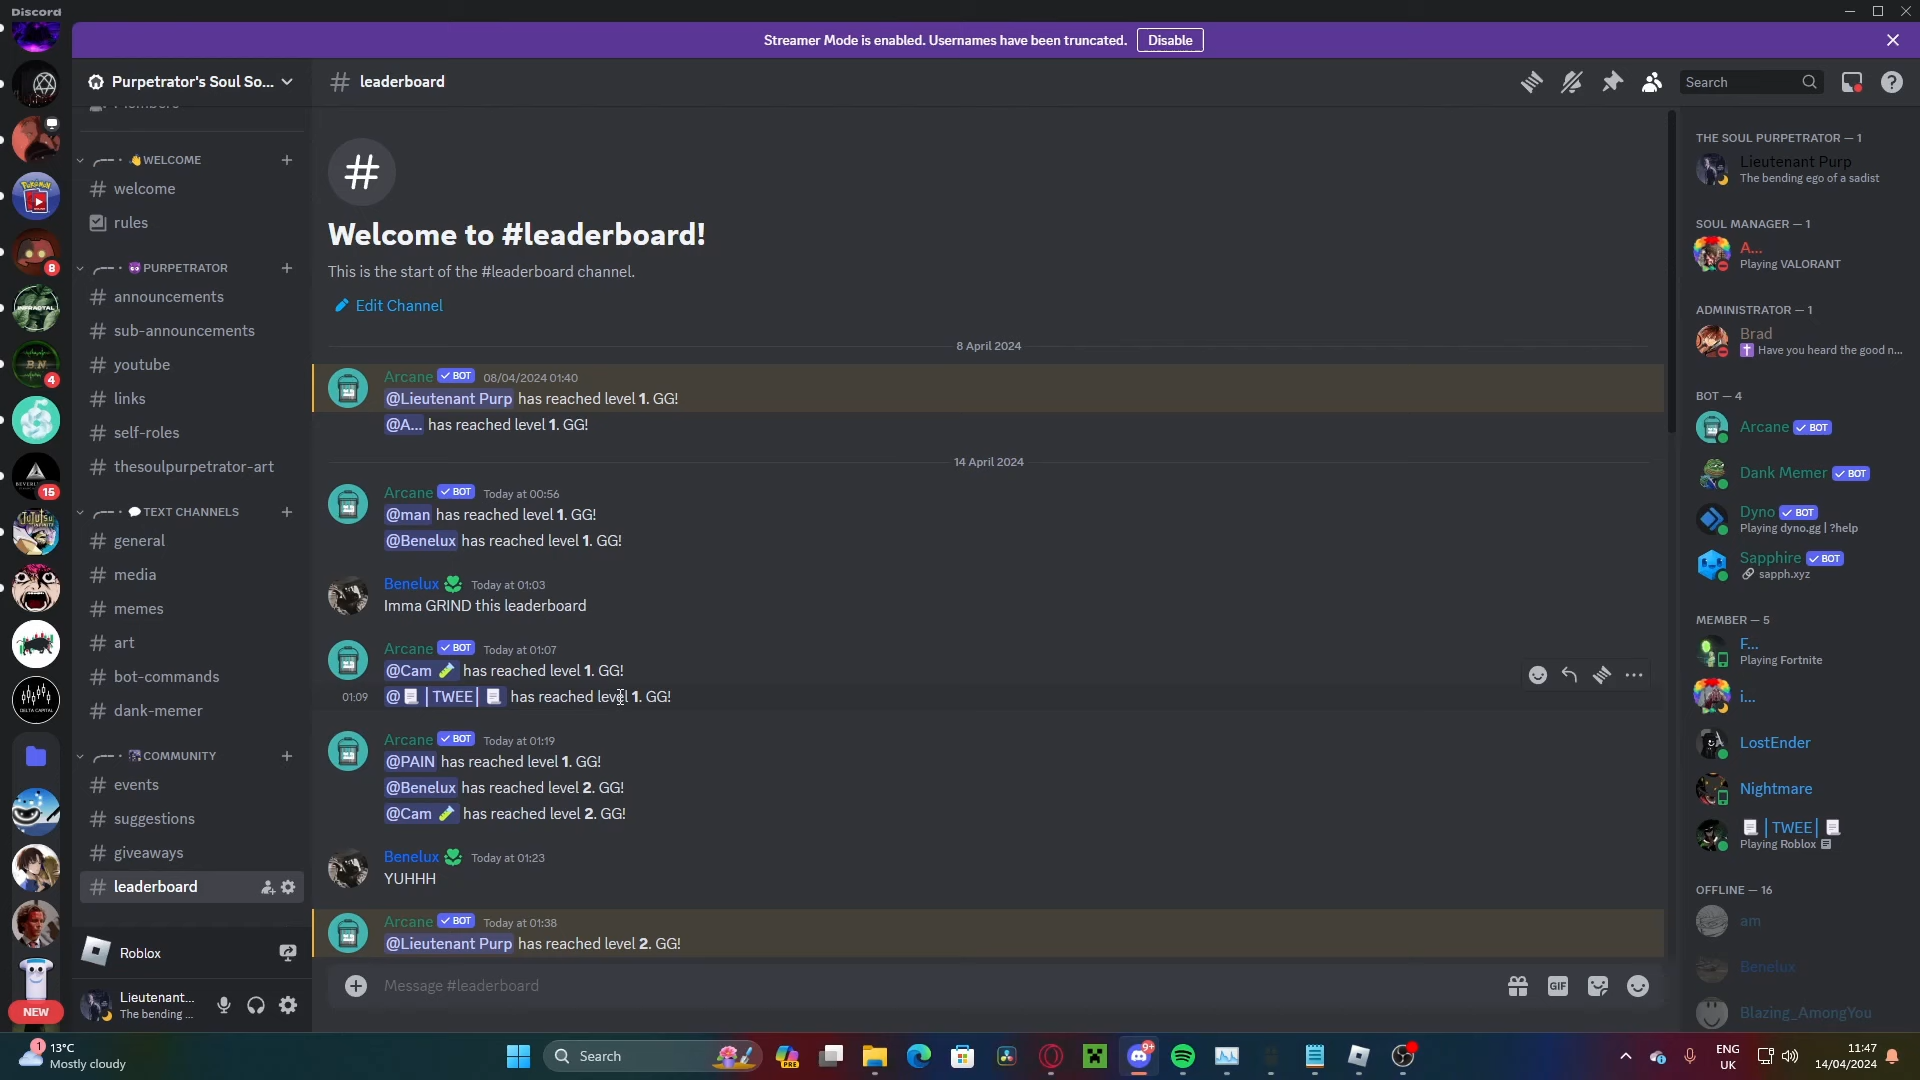 Discord
Streamer Mode is enabled. Usernames have been truncated. Disable
Purpetrator's Soul So...
leaderboard
Search
Members
👋WELCOME
welcome
rules
😈PURPETRATOR
announcements
sub-announcements
youtube
links
self-roles
thesoulpurpetrator-art
💬TEXT CHANNELS
general
media
memes
art
bot-commands
dank-memer
COMMUNITY
events
suggestions
giveaways
leaderboard
Roblox
Lieutenant...
The bending ...
8
4
15
NEW
Welcome to #leaderboard!
This is the start of the #leaderboard channel.
Edit Channel
8 April 2024
Arcane ✓ BOT 08/04/2024 01:40
@Lieutenant Purp has reached level 1. GG!
@A... has reached level 1. GG!
14 April 2024
Arcane ✓ BOT Today at 00:56
@man has reached level 1. GG!
@Benelux has reached level 1. GG!
Benelux Today at 01:03
Imma GRIND this leaderboard
Arcane ✓ BOT Today at 01:07
@Cam 🧪 has reached level 1. GG!
01:09 @📃│TWEE│📃 has reached level 1. GG!
Arcane ✓ BOT Today at 01:19
@PAIN has reached level 1. GG!
@Benelux has reached level 2. GG!
@Cam 🧪 has reached level 2. GG!
Benelux Today at 01:23
YUHHH
Arcane ✓ BOT Today at 01:38
@Lieutenant Purp has reached level 2. GG!
Message #leaderboard
GIF
THE SOUL PURPETRATOR — 1
Lieutenant Purp
The bending ego of a sadist
SOUL MANAGER — 1
A...
Playing VALORANT
ADMINISTRATOR — 1
Brad
✝️ Have you heard the good n...
BOT — 4
Arcane ✓ BOT
Dank Memer ✓ BOT
Dyno ✓ BOT
Playing dyno.gg | ?help
Sapphire ✓ BOT
🔗 sapph.xyz
MEMBER — 5
F...
Playing Fortnite
i...
LostEnder
Nightmare
📃│TWEE│📃
Playing Roblox
OFFLINE — 16
am
Benelux
Blazing_AmongYou
1
13°C
Mostly cloudy
Search
PRE
9+
ENG
UK
11:47
14/04/2024